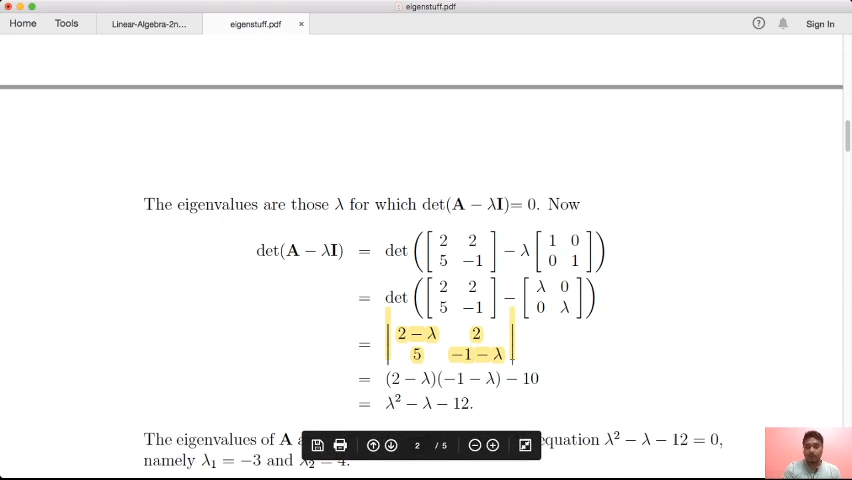 eigenstuff.pdf
Home Tools Linear-Algebra-2n... eigenstuff.pdf × ? Sign In
The eigenvalues are those λ for which det(A − λI)= 0. Now
det(A − λI) = det ( [ 2 2 5 −1 ] − λ [ 1 0 0 1 ] )
= det ( [ 2 2 5 −1 ] − [ λ 0 0 λ ] )
= | 2 − λ 2 5 −1 − λ |
= (2 − λ)(−1 − λ) − 10
= λ² − λ − 12.
The eigenvalues of A equation λ² − λ − 12 = 0,
2 / 5
namely λ₁ = −3 and λ₂ = 4.